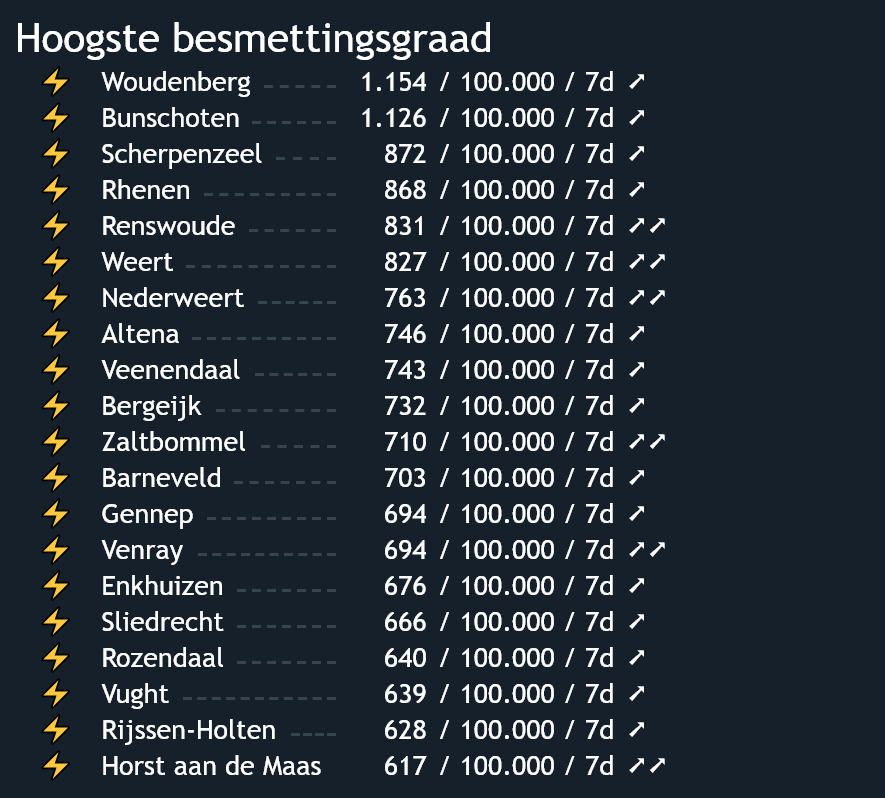 Hoogste besmettingsgraad
⚡ Woudenberg ----- 1.154 / 100.000 / 7d ➚
⚡ Bunschoten ------ 1.126 / 100.000 / 7d ➚
⚡ Scherpenzeel ---- 872 / 100.000 / 7d ➚
⚡ Rhenen --------- 868 / 100.000 / 7d ➚
⚡ Renswoude ------ 831 / 100.000 / 7d ➚➚
⚡ Weert ---------- 827 / 100.000 / 7d ➚➚
⚡ Nederweert ----- 763 / 100.000 / 7d ➚➚
⚡ Altena ---------- 746 / 100.000 / 7d ➚
⚡ Veenendaal ------ 743 / 100.000 / 7d ➚
⚡ Bergeijk -------- 732 / 100.000 / 7d ➚
⚡ Zaltbommel ----- 710 / 100.000 / 7d ➚➚
⚡ Barneveld ------- 703 / 100.000 / 7d ➚
⚡ Gennep --------- 694 / 100.000 / 7d ➚
⚡ Venray --------- 694 / 100.000 / 7d ➚➚
⚡ Enkhuizen ------- 676 / 100.000 / 7d ➚
⚡ Sliedrecht ------- 666 / 100.000 / 7d ➚
⚡ Rozendaal ------- 640 / 100.000 / 7d ➚
⚡ Vught ----------- 639 / 100.000 / 7d ➚
⚡ Rijssen-Holten ---- 628 / 100.000 / 7d ➚
⚡ Horst aan de Maas 617 / 100.000 / 7d ➚➚